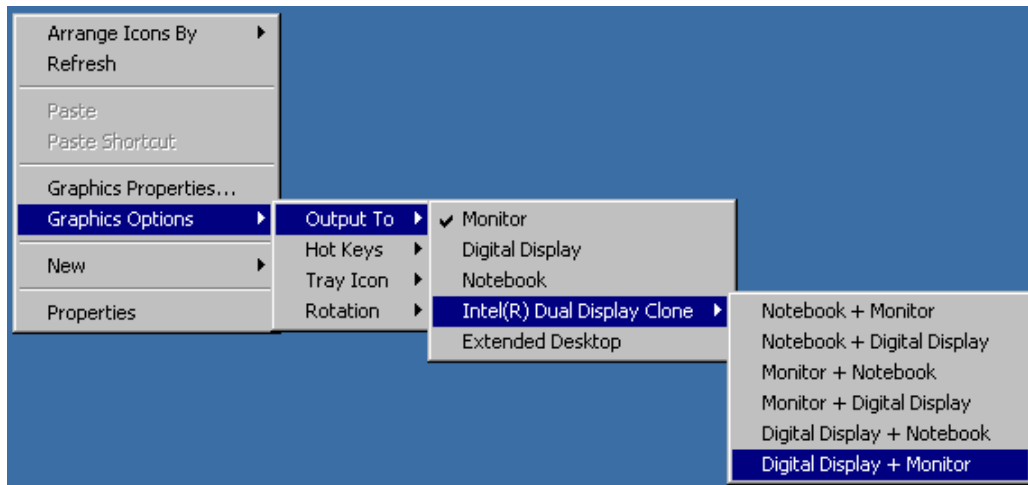 Arrange Icons By
Refresh
Paste
Paste Shortcut
Graphics Properties...
Graphics Options
New
Properties
Output To
Hot Keys
Tray Icon
Rotation
Monitor
Digital Display
Notebook
Intel(R) Dual Display Clone
Extended Desktop
Notebook + Monitor
Notebook + Digital Display
Monitor + Notebook
Monitor + Digital Display
Digital Display + Notebook
Digital Display + Monitor